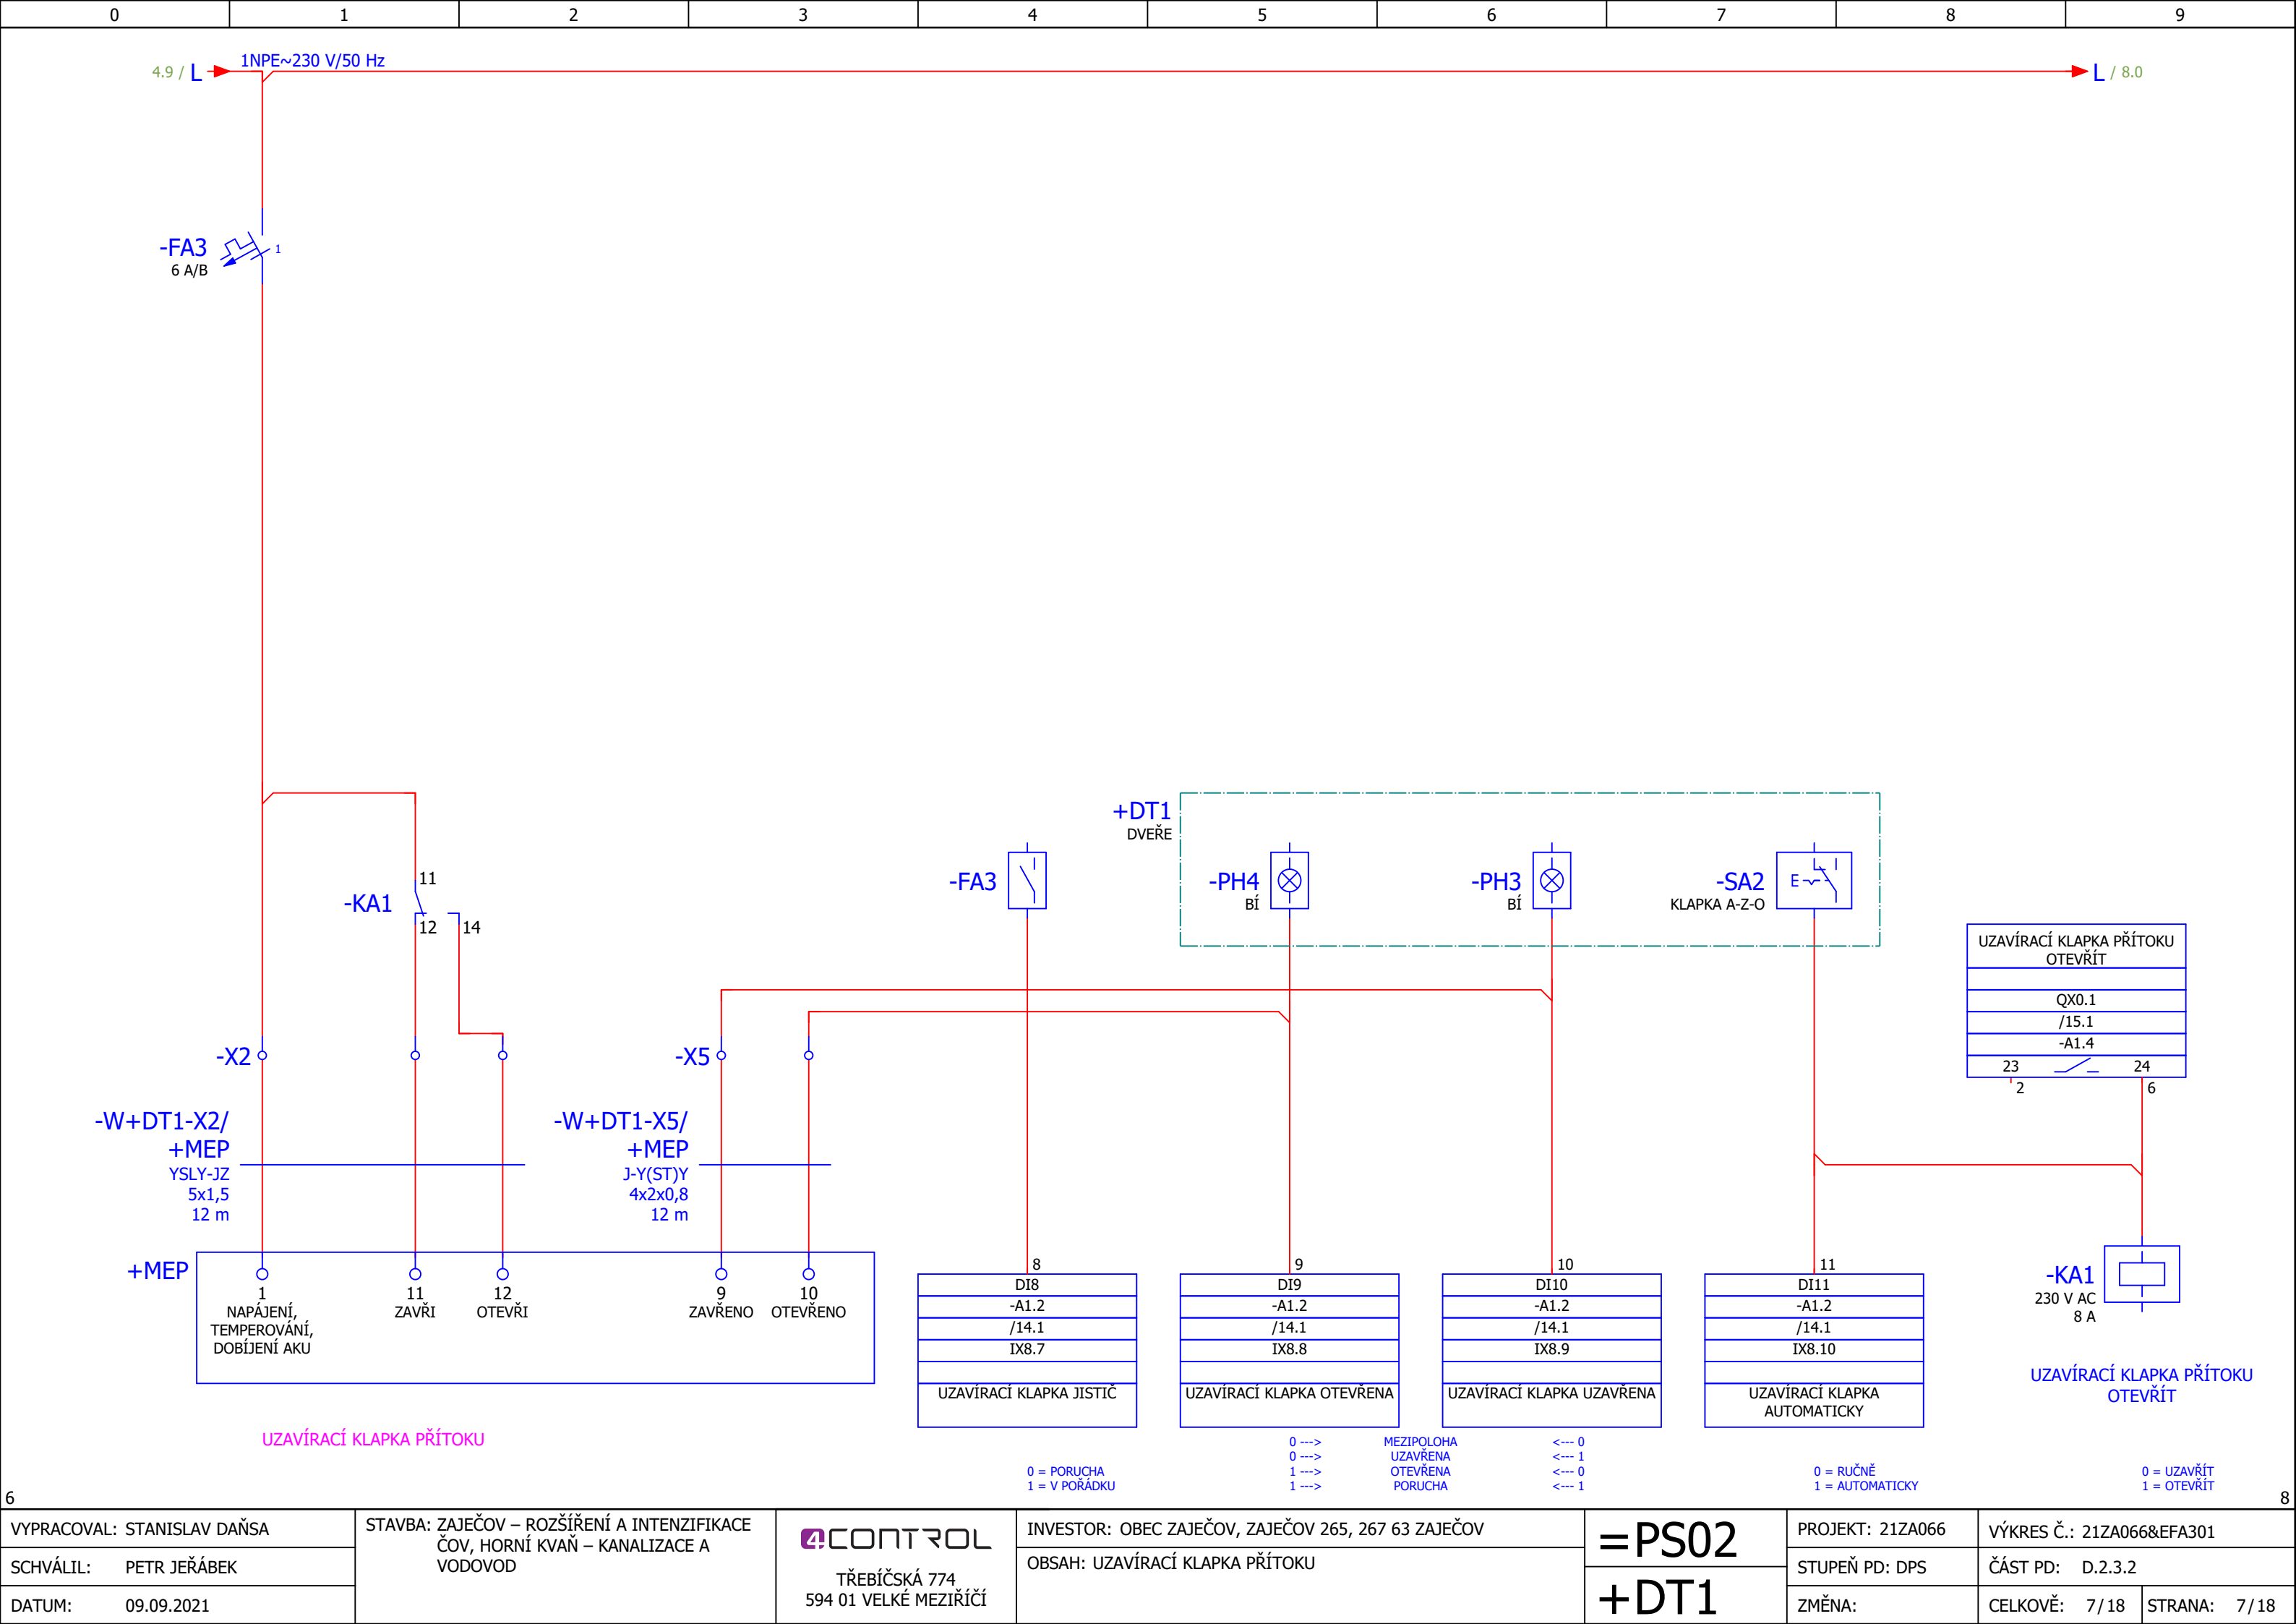 0 1 2 3 4 5 6 7 8 9
4.9 / L
1NPE~230 V/50 Hz
L / 8.0
-FA3
6 A/B
1
+DT1
DVEŘE
-KA1
11
12
14
-FA3
-PH4
BÍ
-PH3
BÍ
-SA2
KLAPKA A-Z-O
E
UZAVÍRACÍ KLAPKA PŘÍTOKU
OTEVŘÍT
QX0.1
/15.1
-A1.4
23 24
2 6
-X2
-X5
-W+DT1-X2/
+MEP
YSLY-JZ
5x1,5
12 m
-W+DT1-X5/
+MEP
J-Y(ST)Y
4x2x0,8
12 m
+MEP
1
NAPÁJENÍ,
TEMPEROVÁNÍ,
DOBÍJENÍ AKU
11
ZAVŘI
12
OTEVŘI
9
ZAVŘENO
10
OTEVŘENO
UZAVÍRACÍ KLAPKA PŘÍTOKU
8
DI8
-A1.2
/14.1
IX8.7
UZAVÍRACÍ KLAPKA JISTIČ
0 = PORUCHA
1 = V POŘÁDKU
9
DI9
-A1.2
/14.1
IX8.8
UZAVÍRACÍ KLAPKA OTEVŘENA
10
DI10
-A1.2
/14.1
IX8.9
UZAVÍRACÍ KLAPKA UZAVŘENA
0 ---> MEZIPOLOHA <--- 0
0 ---> UZAVŘENA <--- 1
1 ---> OTEVŘENA <--- 0
1 ---> PORUCHA <--- 1
11
DI11
-A1.2
/14.1
IX8.10
UZAVÍRACÍ KLAPKA
AUTOMATICKY
0 = RUČNĚ
1 = AUTOMATICKY
-KA1
230 V AC
8 A
UZAVÍRACÍ KLAPKA PŘÍTOKU
OTEVŘÍT
0 = UZAVŘÍT
1 = OTEVŘÍT
6
8
VYPRACOVAL: STANISLAV DAŇSA
SCHVÁLIL: PETR JEŘÁBEK
DATUM: 09.09.2021
STAVBA: ZAJEČOV – ROZŠÍŘENÍ A INTENZIFIKACE
ČOV, HORNÍ KVAŇ – KANALIZACE A
VODOVOD
4CONTROL
TŘEBÍČSKÁ 774
594 01 VELKÉ MEZIŘÍČÍ
INVESTOR: OBEC ZAJEČOV, ZAJEČOV 265, 267 63 ZAJEČOV
OBSAH: UZAVÍRACÍ KLAPKA PŘÍTOKU
=PS02
+DT1
PROJEKT: 21ZA066
STUPEŇ PD: DPS
ZMĚNA:
VÝKRES Č.: 21ZA066&EFA301
ČÁST PD: D.2.3.2
CELKOVĚ: 7/18
STRANA: 7/18